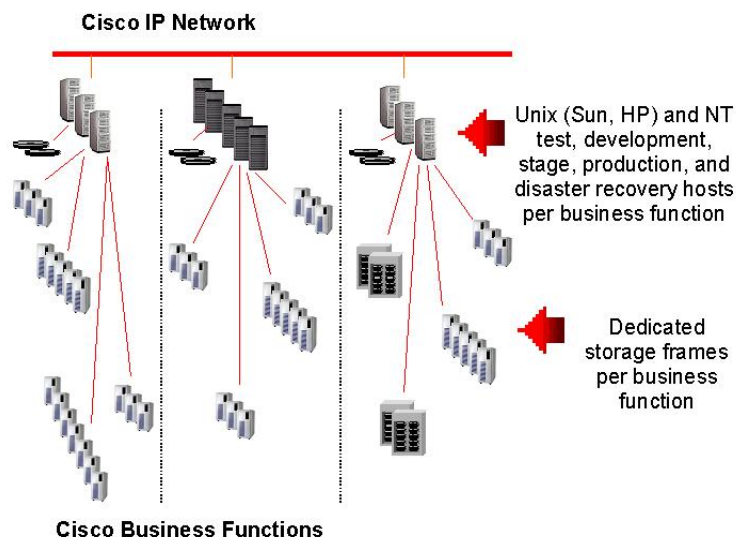 Cisco IP Network
Unix (Sun, HP) and NT
test, development,
stage, production, and
disaster recovery hosts
per business function
Dedicated
storage frames
per business
function
Cisco Business Functions